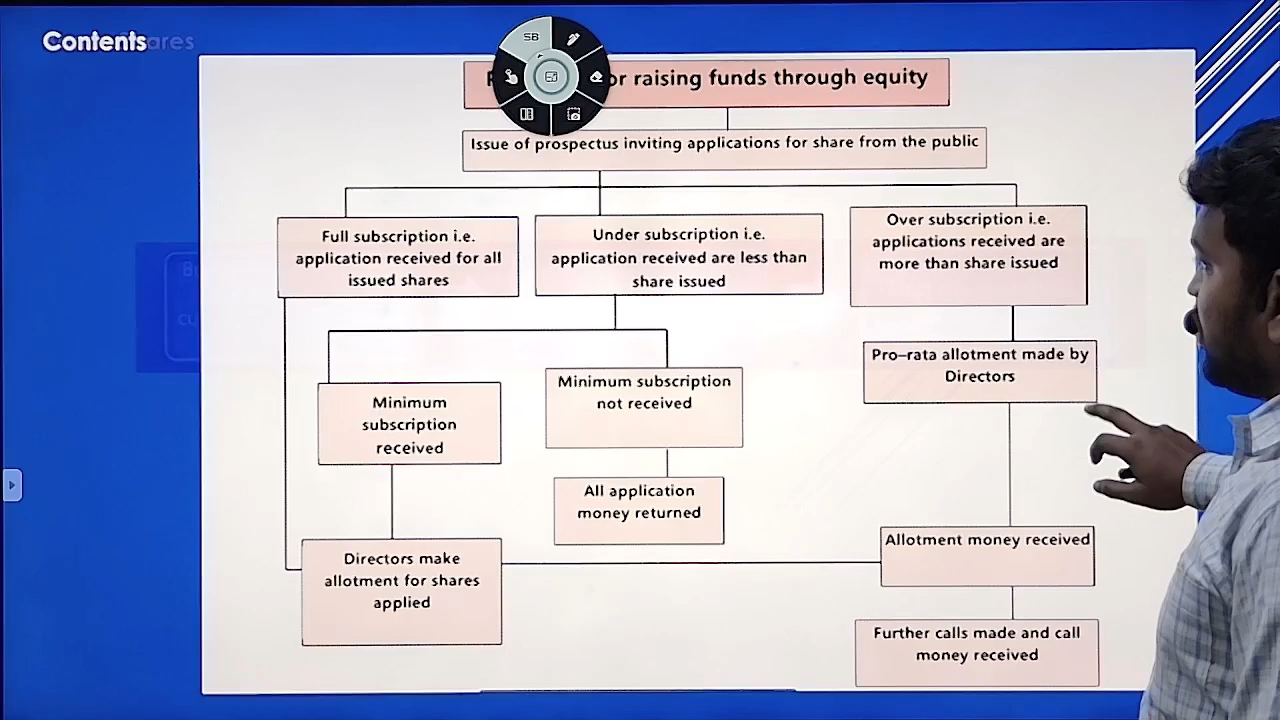 Contents
SB
or raising funds through equity
Issue of prospectus inviting applications for share from the public
Full subscription i.e.
application received for all
issued shares
Under subscription i.e.
application received are less than
share issued
Over subscription i.e.
applications received are
more than share issued
Minimum
subscription
received
Minimum subscription
not received
Pro–rata allotment made by
Directors
All application
money returned
Directors make
allotment for shares
applied
Allotment money received
Further calls made and call
money received